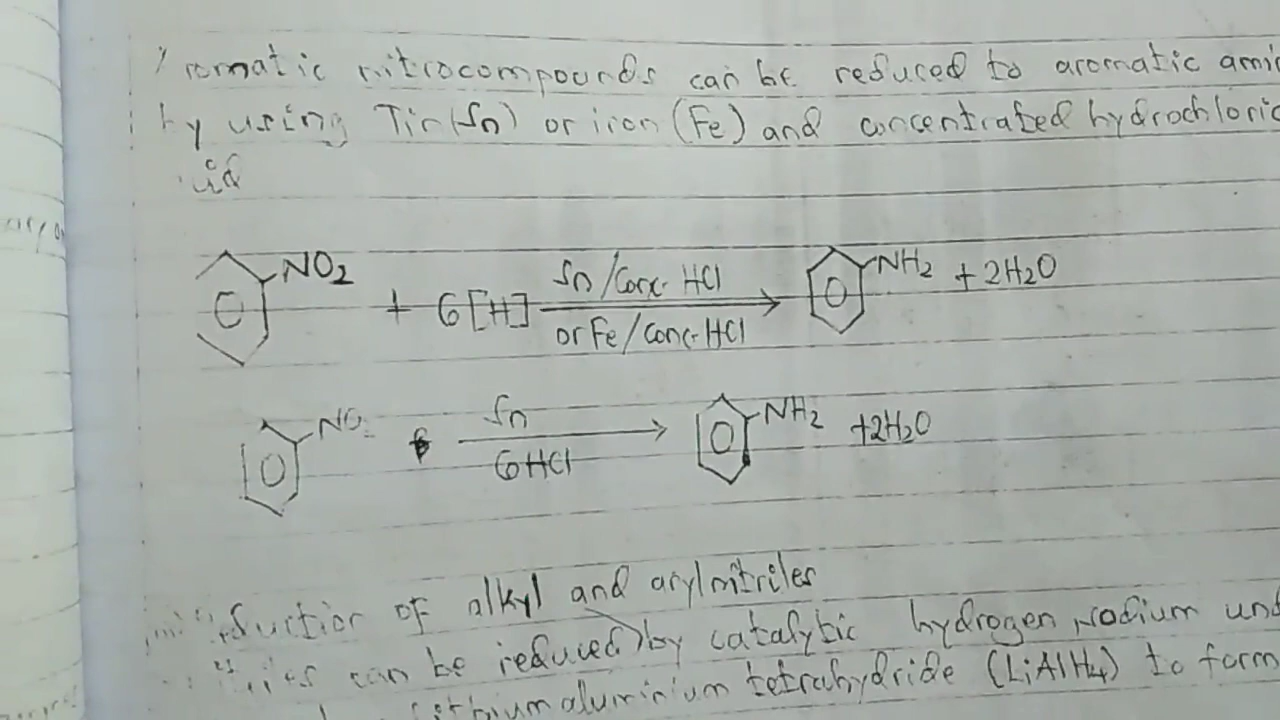 romatic nitrocompounds can be reduced to aromatic ami
by using Tin(Sn) or iron (Fe) and concentrated hydrochloric
NO2 + 6[H] Sn/Conc. HCl or Fe/Conc. HCl NH2 + 2H2O
NO2 Sn 6HCl NH2 +2H2O
duction of alkyl and arylnitriles
can be reduced by catalytic hydrogen, sodium
aluminium tetrahydride (LiAlH4) to form